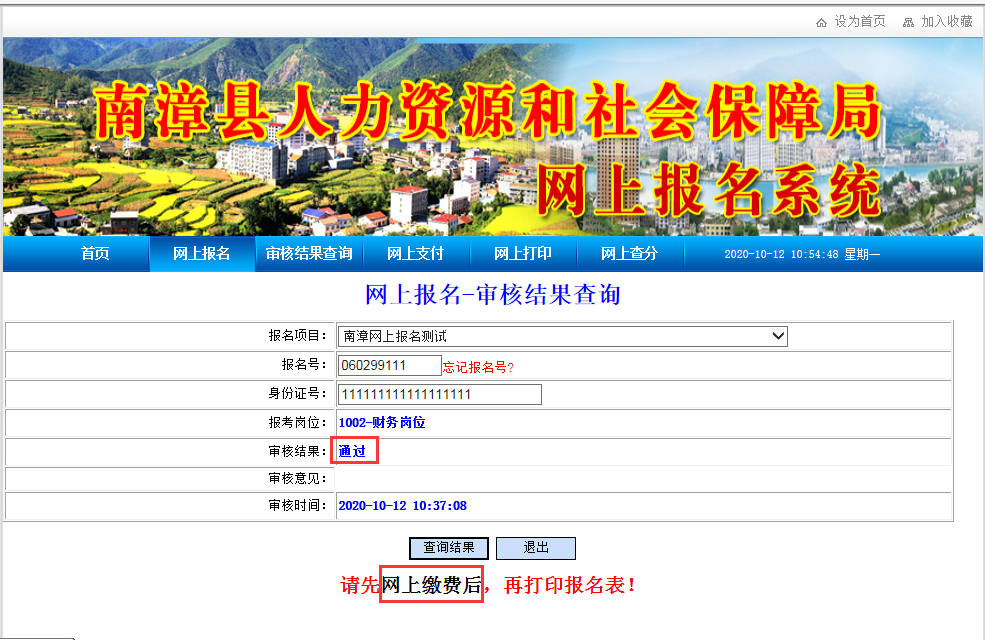 设为首页 加入收藏
南漳县人力资源和社会保障局
网上报名系统
首页 网上报名 审核结果查询 网上支付 网上打印 网上查分 2020-10-12 10:54:48 星期一
网上报名-审核结果查询
报名项目: 南漳网上报名测试
报名号: 060299111 忘记报名号?
身份证号: 111111111111111111
报考岗位: 1002-财务岗位
审核结果: 通过
审核意见:
审核时间: 2020-10-12 10:37:08
查询结果 退出
请先网上缴费后，再打印报名表！